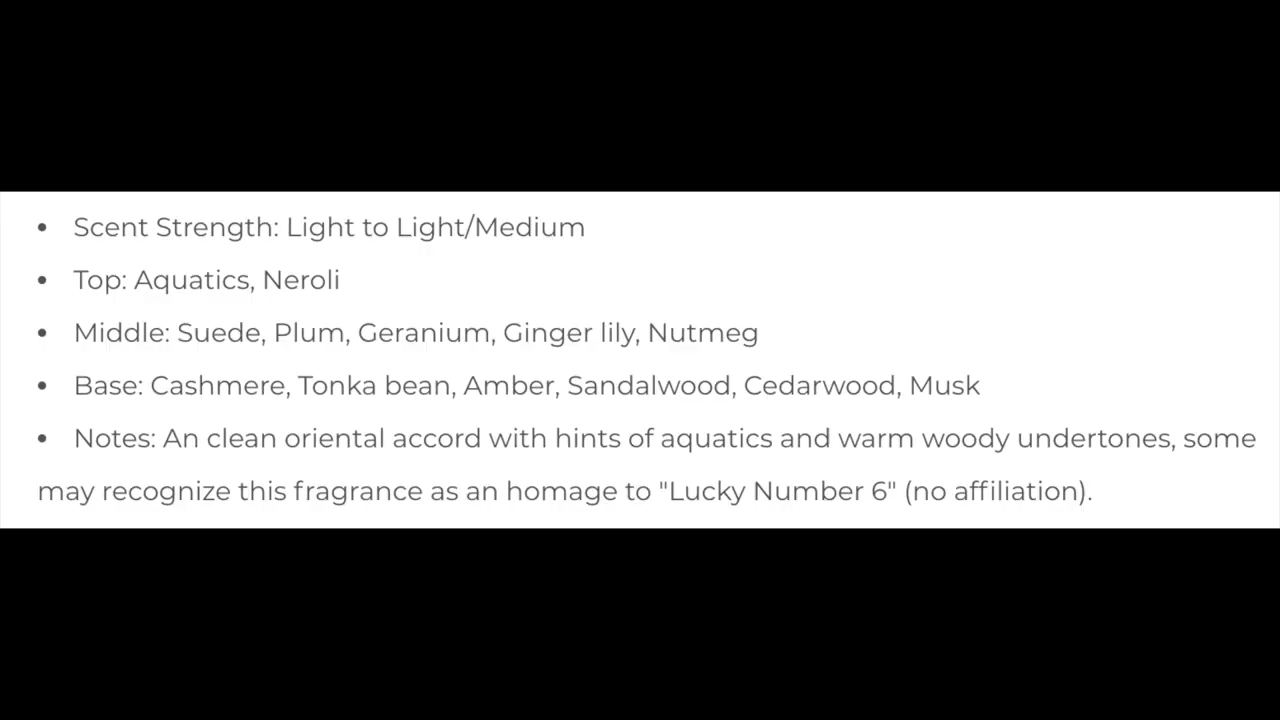 • Scent Strength: Light to Light/Medium
• Top: Aquatics, Neroli
• Middle: Suede, Plum, Geranium, Ginger lily, Nutmeg
• Base: Cashmere, Tonka bean, Amber, Sandalwood, Cedarwood, Musk
• Notes: An clean oriental accord with hints of aquatics and warm woody undertones, some
may recognize this fragrance as an homage to "Lucky Number 6" (no affiliation).